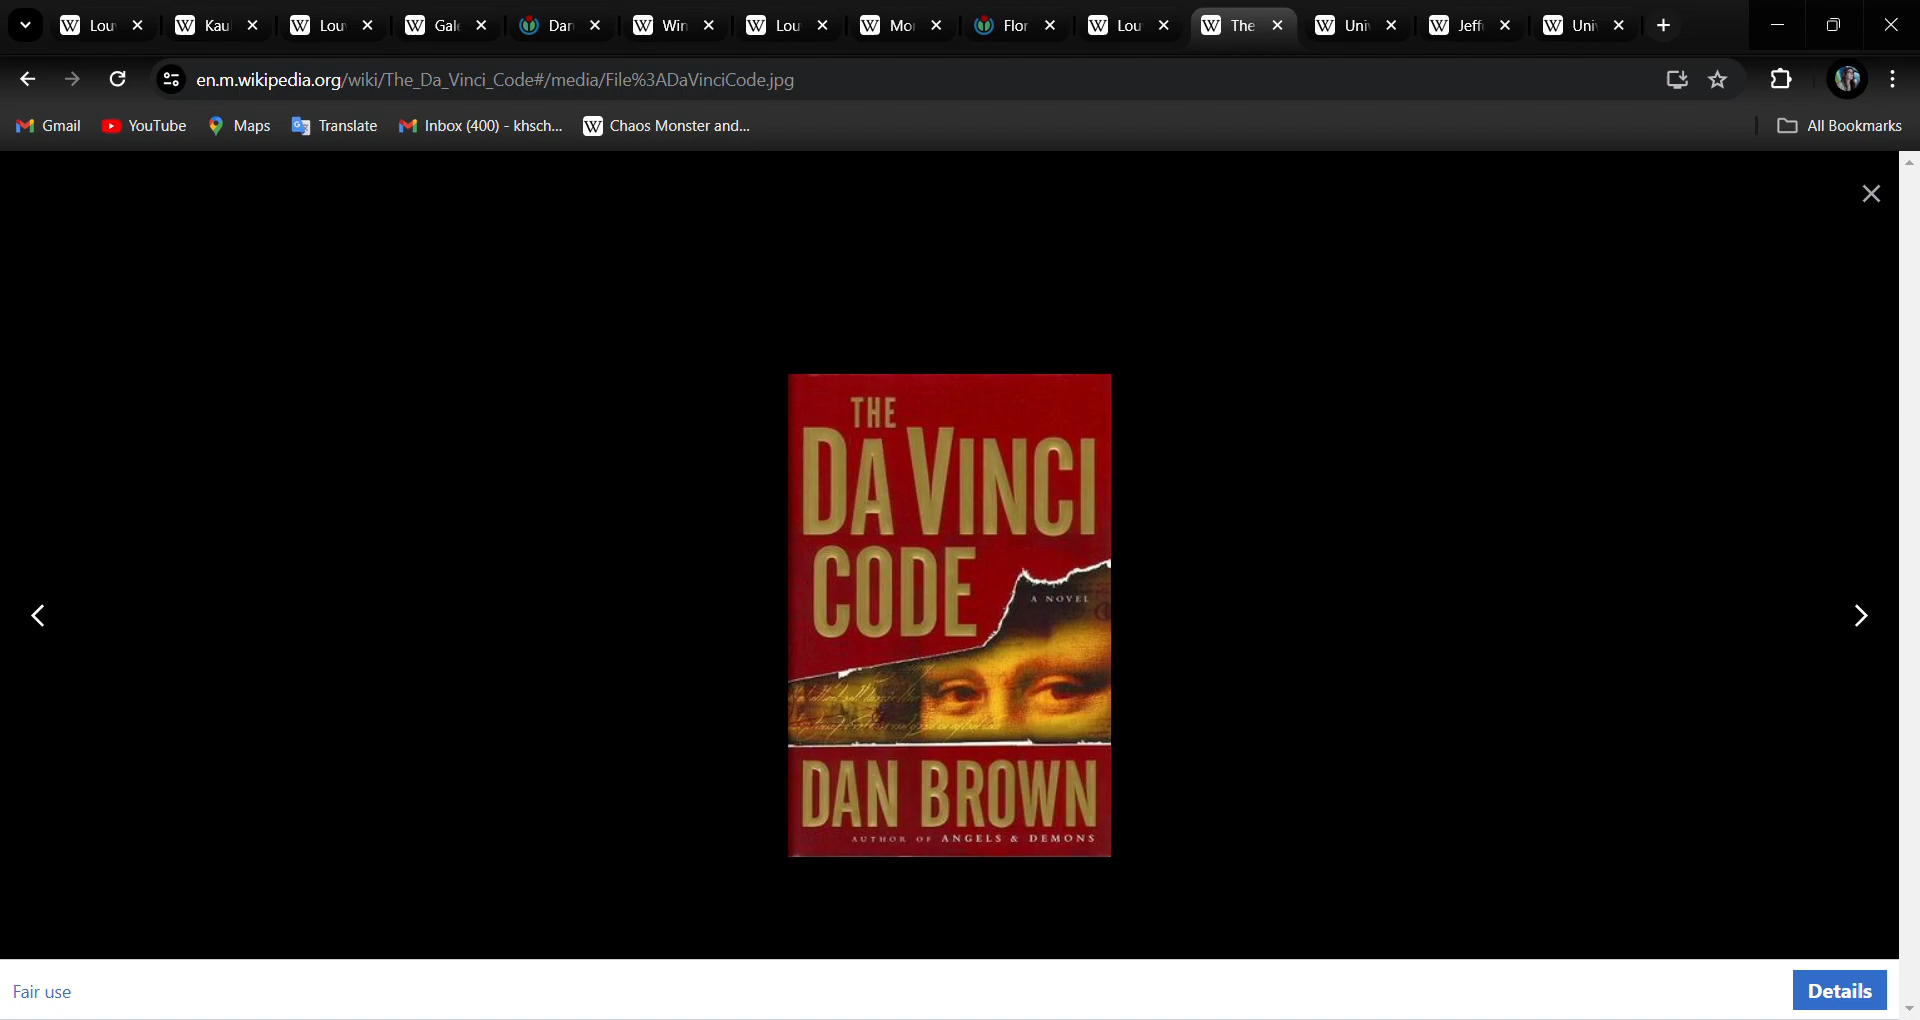 Lou
Kau
Lou
Gal
Dar
Win
Lou
Mo
Flor
Lou
The
Uni
Jeff
Uni
en.m.wikipedia.org/wiki/The_Da_Vinci_Code#/media/File%3ADaVinciCode.jpg
Gmail
YouTube
Maps
Translate
Inbox (400) - khsch...
Chaos Monster and...
All Bookmarks
THE
DA VINCI
CODE
A NOVEL
DAN BROWN
AUTHOR OF ANGELS & DEMONS
Fair use
Details